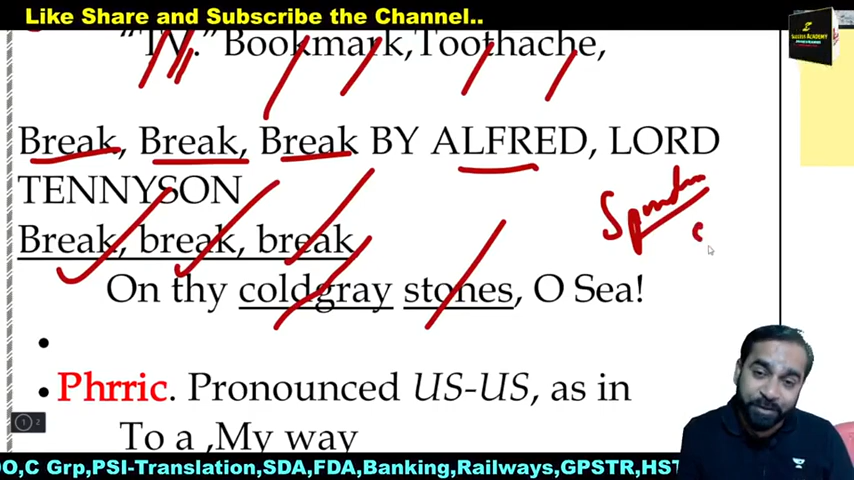 Like Share and Subscribe the Channel..
"TV." Bookmark,Toothache,
Break, Break, Break BY ALFRED, LORD
TENNYSON
Break, break, break
On thy coldgray stones, O Sea!
Phrric. Pronounced US-US, as in
To a ,My way
DO,C Grp,PSI-Translation,SDA,FDA,Banking,Railways,GPSTR,HST